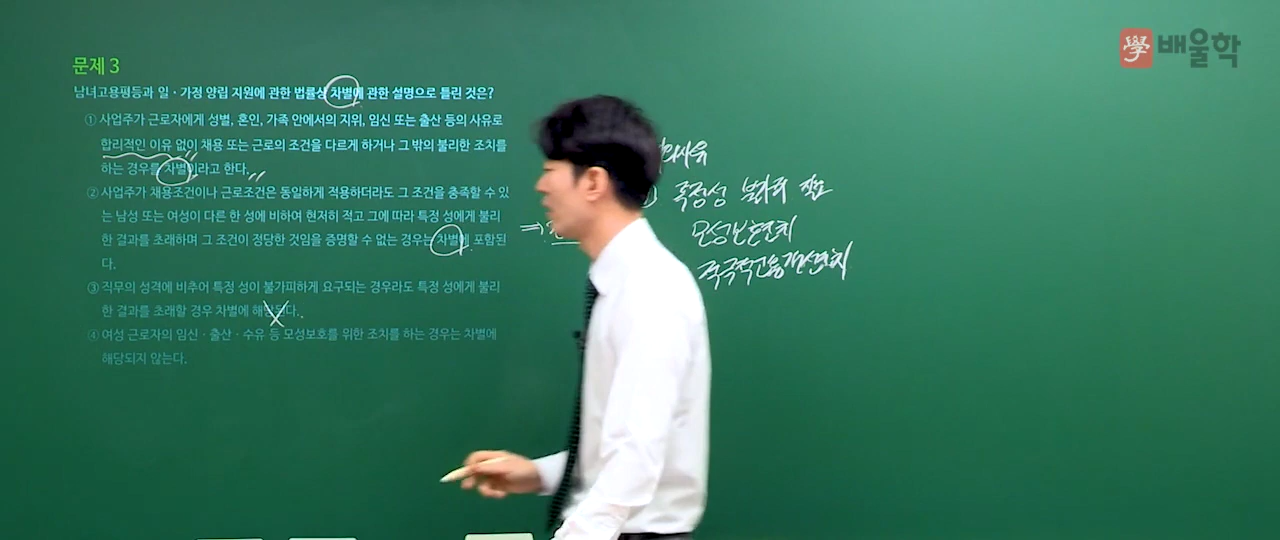 學 배울학
문제 3
남녀고용평등과 일·가정 양립 지원에 관한 법률상 차별에 관한 설명으로 틀린 것은?
① 사업주가 근로자에게 성별, 혼인, 가족 안에서의 지위, 임신 또는 출산 등의 사유로
합리적인 이유 없이 채용 또는 근로의 조건을 다르게 하거나 그 밖의 불리한 조치를
하는 경우를 차별이라고 한다.
② 사업주가 채용조건이나 근로조건은 동일하게 적용하더라도 그 조건을 충족할 수 있
는 남성 또는 여성이 다른 한 성에 비하여 현저히 적고 그에 따라 특정 성에게 불리
한 결과를 초래하며 그 조건이 정당한 것임을 증명할 수 없는 경우는 차별에 포함된
다.
③ 직무의 성격에 비추어 특정 성이 불가피하게 요구되는 경우라도 특정 성에게 불리
한 결과를 초래할 경우 차별에 해당된다.
④ 여성 근로자의 임신·출산·수유 등 모성보호를 위한 조치를 하는 경우는 차별에
해당되지 않는다.
외사유
특정성 불가피
모성보호조치
적극적고용개선조치